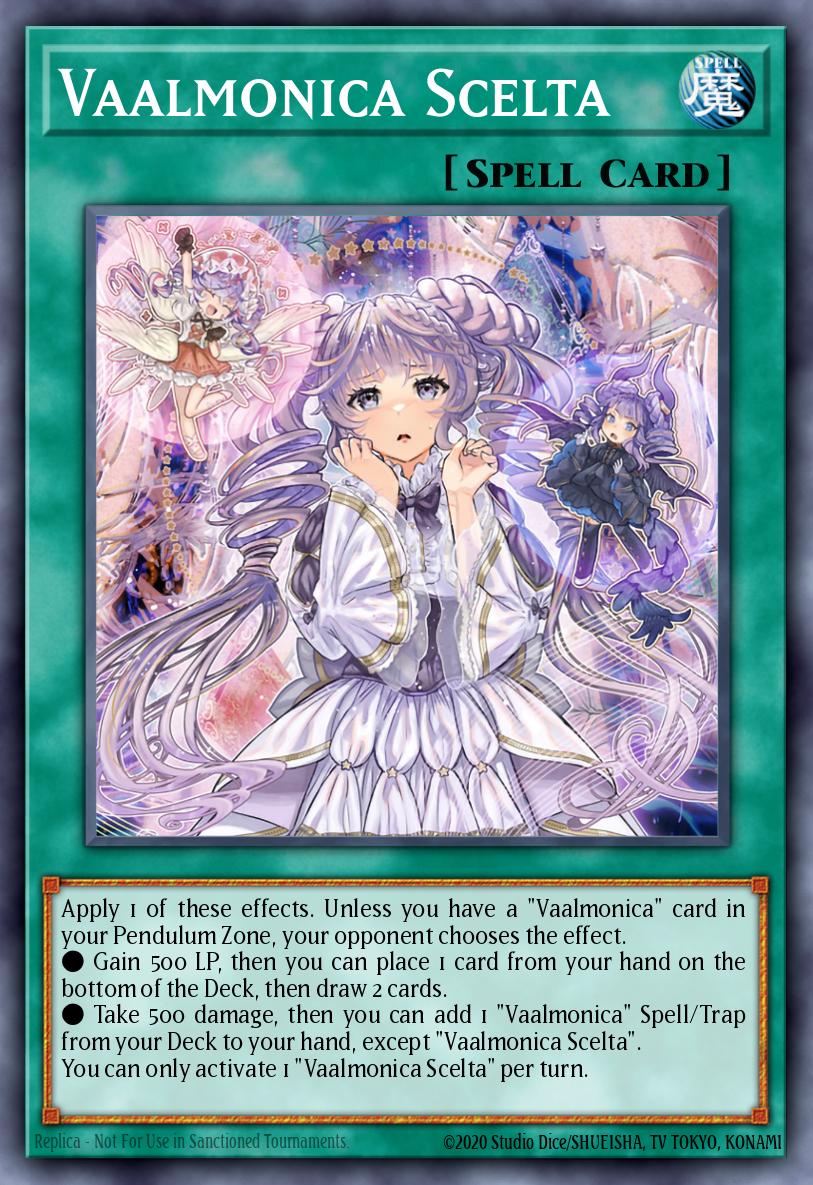 Vaalmonica Scelta
SPELL
魔
[ Spell Card ]
Apply 1 of these effects. Unless you have a "Vaalmonica" card in
your Pendulum Zone, your opponent chooses the effect.
● Gain 500 LP, then you can place 1 card from your hand on the
bottom of the Deck, then draw 2 cards.
● Take 500 damage, then you can add 1 "Vaalmonica" Spell/Trap
from your Deck to your hand, except "Vaalmonica Scelta".
You can only activate 1 "Vaalmonica Scelta" per turn.
Replica - Not For Use in Sanctioned Tournaments.
©2020 Studio Dice/SHUEISHA, TV TOKYO, KONAMI